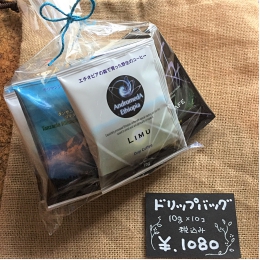 エチオピアの森で育った野生のコーヒー
AndrometA
Ethiopia
LIMU
ドリップバッグ
10g×10コ
税込み
¥.1080